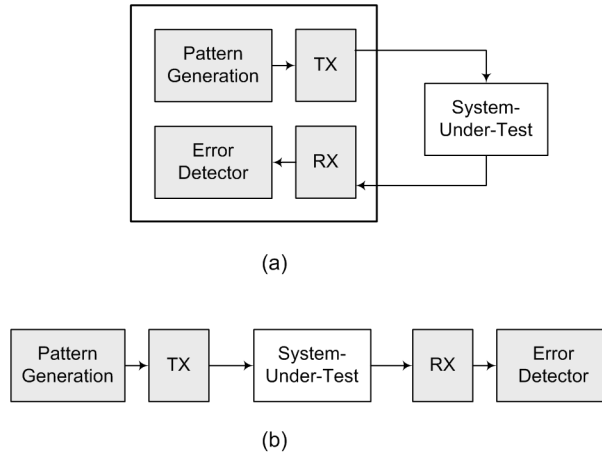 Pattern
Generation
TX
System-
Under-Test
Error
Detector
RX
(a)
Pattern
Generation
TX
System-
Under-Test
RX
Error
Detector
(b)